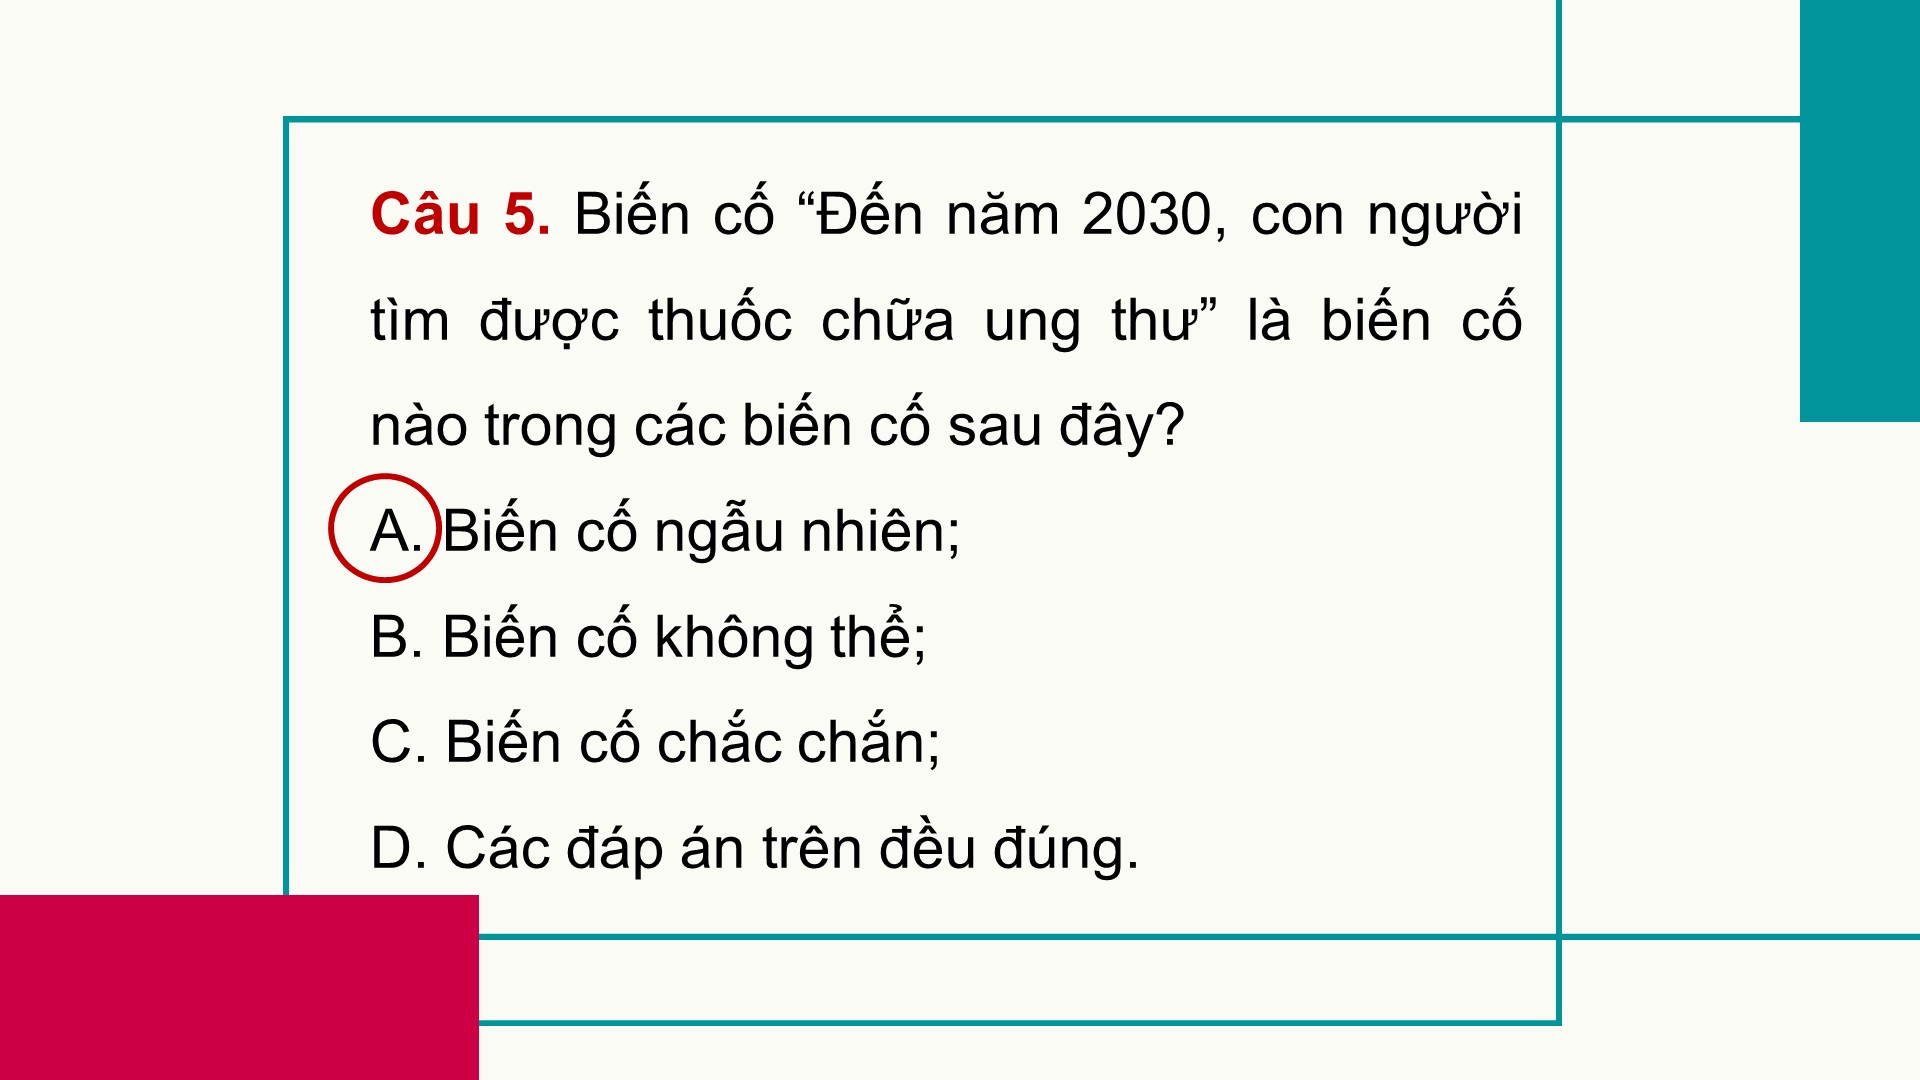 Câu 5. Biến cố “Đến năm 2030, con người
tìm được thuốc chữa ung thư” là biến cố
nào trong các biến cố sau đây?
A. Biến cố ngẫu nhiên;
B. Biến cố không thể;
C. Biến cố chắc chắn;
D. Các đáp án trên đều đúng.